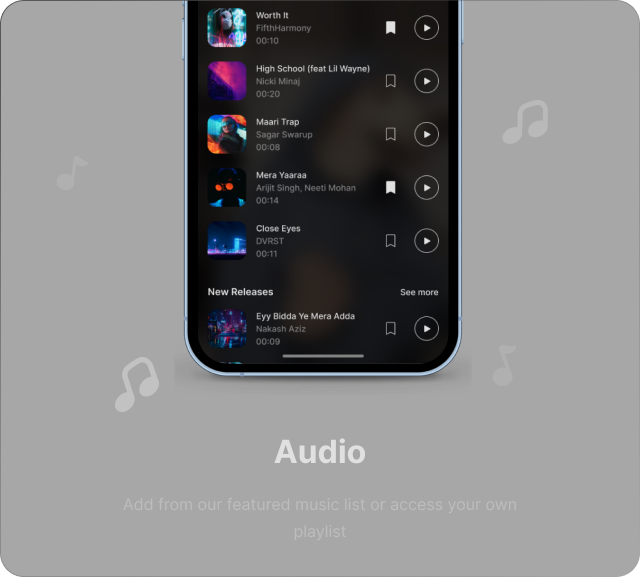 Worth It
FifthHarmony
00:10
High School (feat Lil Wayne)
Nicki Minaj
00:20
Maari Trap
Sagar Swarup
00:08
Mera Yaaraa
Arijit Singh, Neeti Mohan
00:14
Close Eyes
DVRST
00:11
New Releases See more
Eyy Bidda Ye Mera Adda
Nakash Aziz
00:09
Audio
Add from our featured music list or access your own
playlist